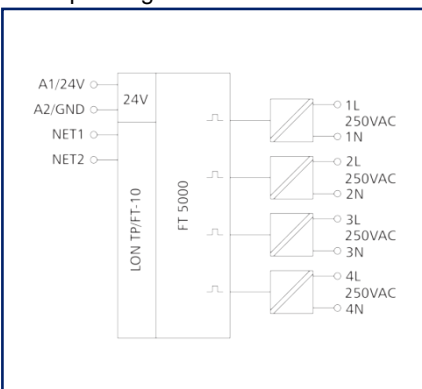 A1/24V
A2/GND
NET1
NET2
24V
LON TP/FT-10
FT 5000
1L
250VAC
1N
2L
250VAC
2N
3L
250VAC
3N
4L
250VAC
4N